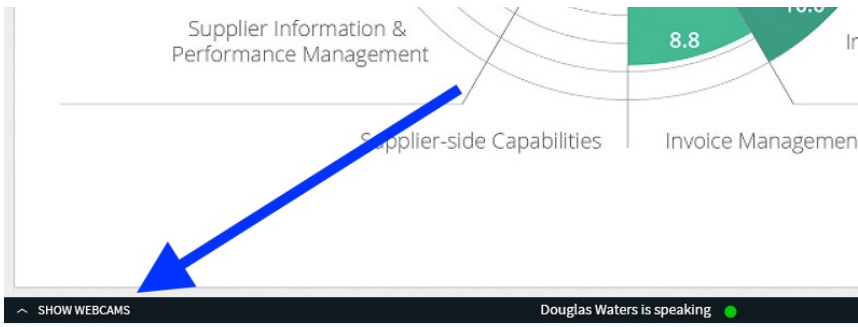 Supplier Information &
Performance Management
8.8
Supplier-side Capabilities
Invoice Managemen
SHOW WEBCAMS
Douglas Waters is speaking